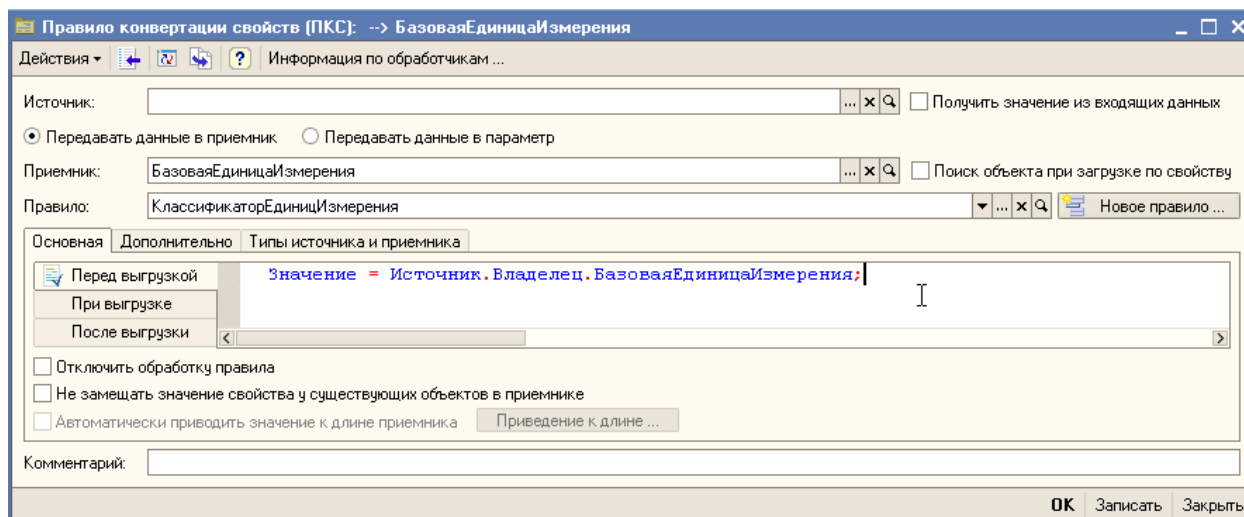 Правило конвертации свойств (ПКС): --> БазоваяЕдиницаИзмерения
Действия ? Информация по обработчикам ...
Источник: ... x Получить значение из входящих данных
Передавать данные в приемник Передавать данные в параметр
Приемник: БазоваяЕдиницаИзмерения ... x Поиск объекта при загрузке по свойству
Правило: КлассификаторЕдиницИзмерения ... x Новое правило ...
Основная Дополнительно Типы источника и приемника
Перед выгрузкой Значение = Источник.Владелец.БазоваяЕдиницаИзмерения;
При выгрузке
После выгрузки
Отключить обработку правила
Не замещать значение свойства у существующих объектов в приемнике
Автоматически приводить значение к длине приемника Приведение к длине ...
Комментарий:
OK Записать Закрыть